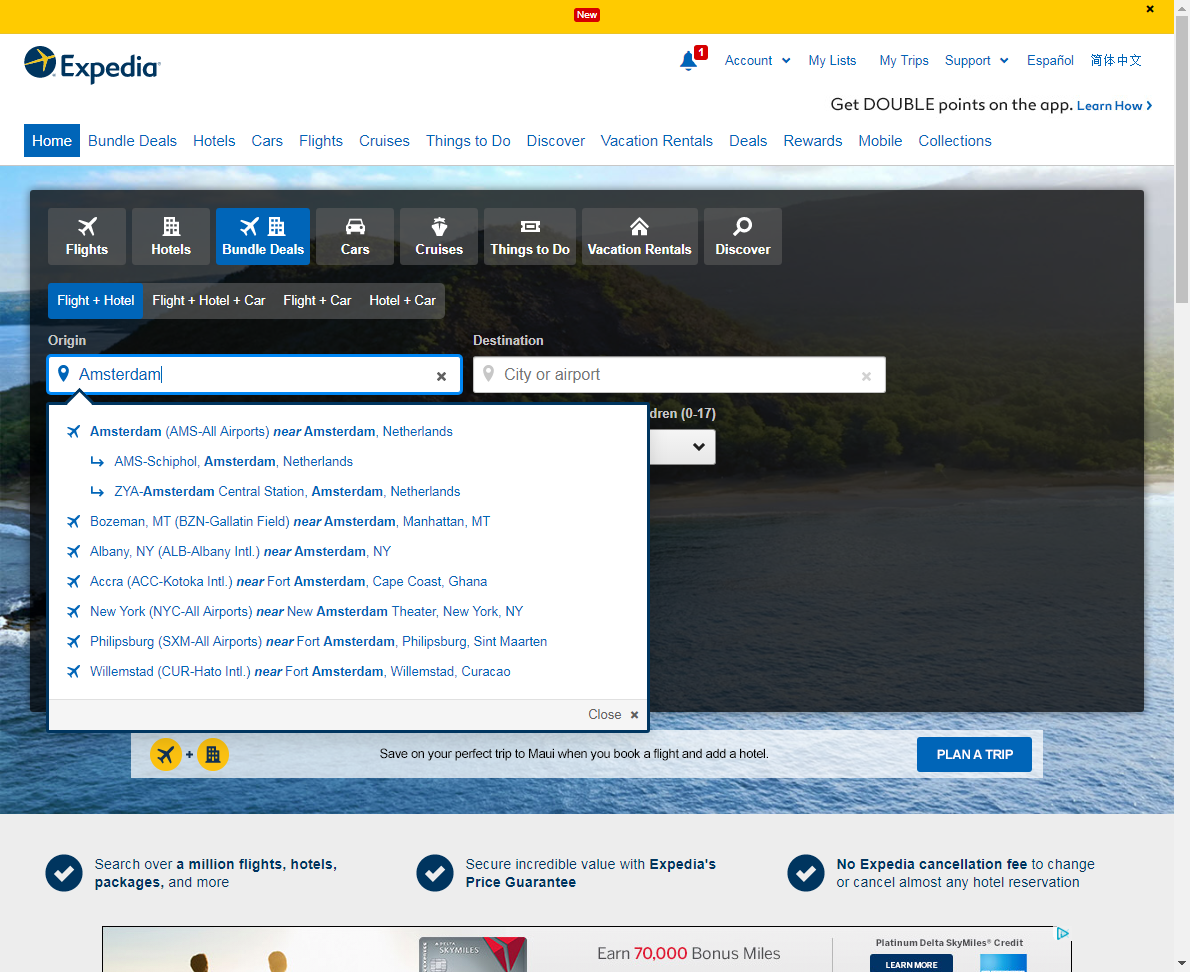 New
Expedia
1
Account
My Lists
My Trips
Support
Español
简体中文
Get DOUBLE points on the app. Learn How
Home
Bundle Deals
Hotels
Cars
Flights
Cruises
Things to Do
Discover
Vacation Rentals
Deals
Rewards
Mobile
Collections
Flights
Hotels
Bundle Deals
Cars
Cruises
Things to Do
Vacation Rentals
Discover
Flight + Hotel
Flight + Hotel + Car
Flight + Car
Hotel + Car
Origin
Destination
Amsterdam
City or airport
dren (0-17)
Amsterdam (AMS-All Airports) near Amsterdam, Netherlands
AMS-Schiphol, Amsterdam, Netherlands
ZYA-Amsterdam Central Station, Amsterdam, Netherlands
Bozeman, MT (BZN-Gallatin Field) near Amsterdam, Manhattan, MT
Albany, NY (ALB-Albany Intl.) near Amsterdam, NY
Accra (ACC-Kotoka Intl.) near Fort Amsterdam, Cape Coast, Ghana
New York (NYC-All Airports) near New Amsterdam Theater, New York, NY
Philipsburg (SXM-All Airports) near Fort Amsterdam, Philipsburg, Sint Maarten
Willemstad (CUR-Hato Intl.) near Fort Amsterdam, Willemstad, Curacao
Close
+
Save on your perfect trip to Maui when you book a flight and add a hotel.
PLAN A TRIP
Search over a million flights, hotels,
packages, and more
Secure incredible value with Expedia's
Price Guarantee
No Expedia cancellation fee to change
or cancel almost any hotel reservation
DELTA
SKYMILES
Earn 70,000 Bonus Miles
Platinum Delta SkyMiles® Credit
LEARN MORE